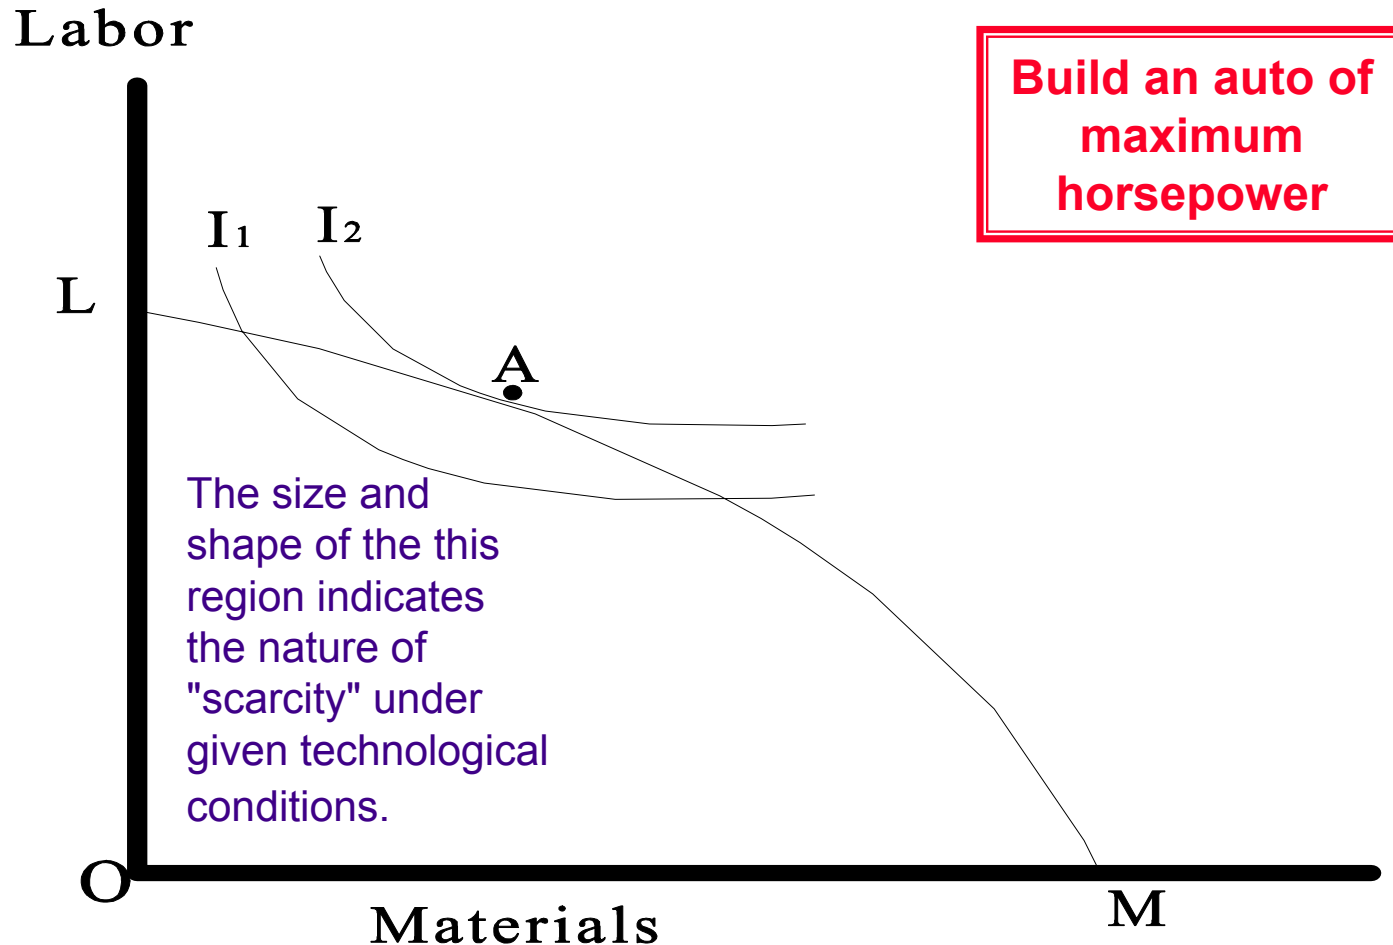 Labor
Build an auto of
maximum
horsepower
I1
I2
L
A
The size and
shape of the this
region indicates
the nature of
"scarcity" under
given technological
conditions.
O
Materials
M